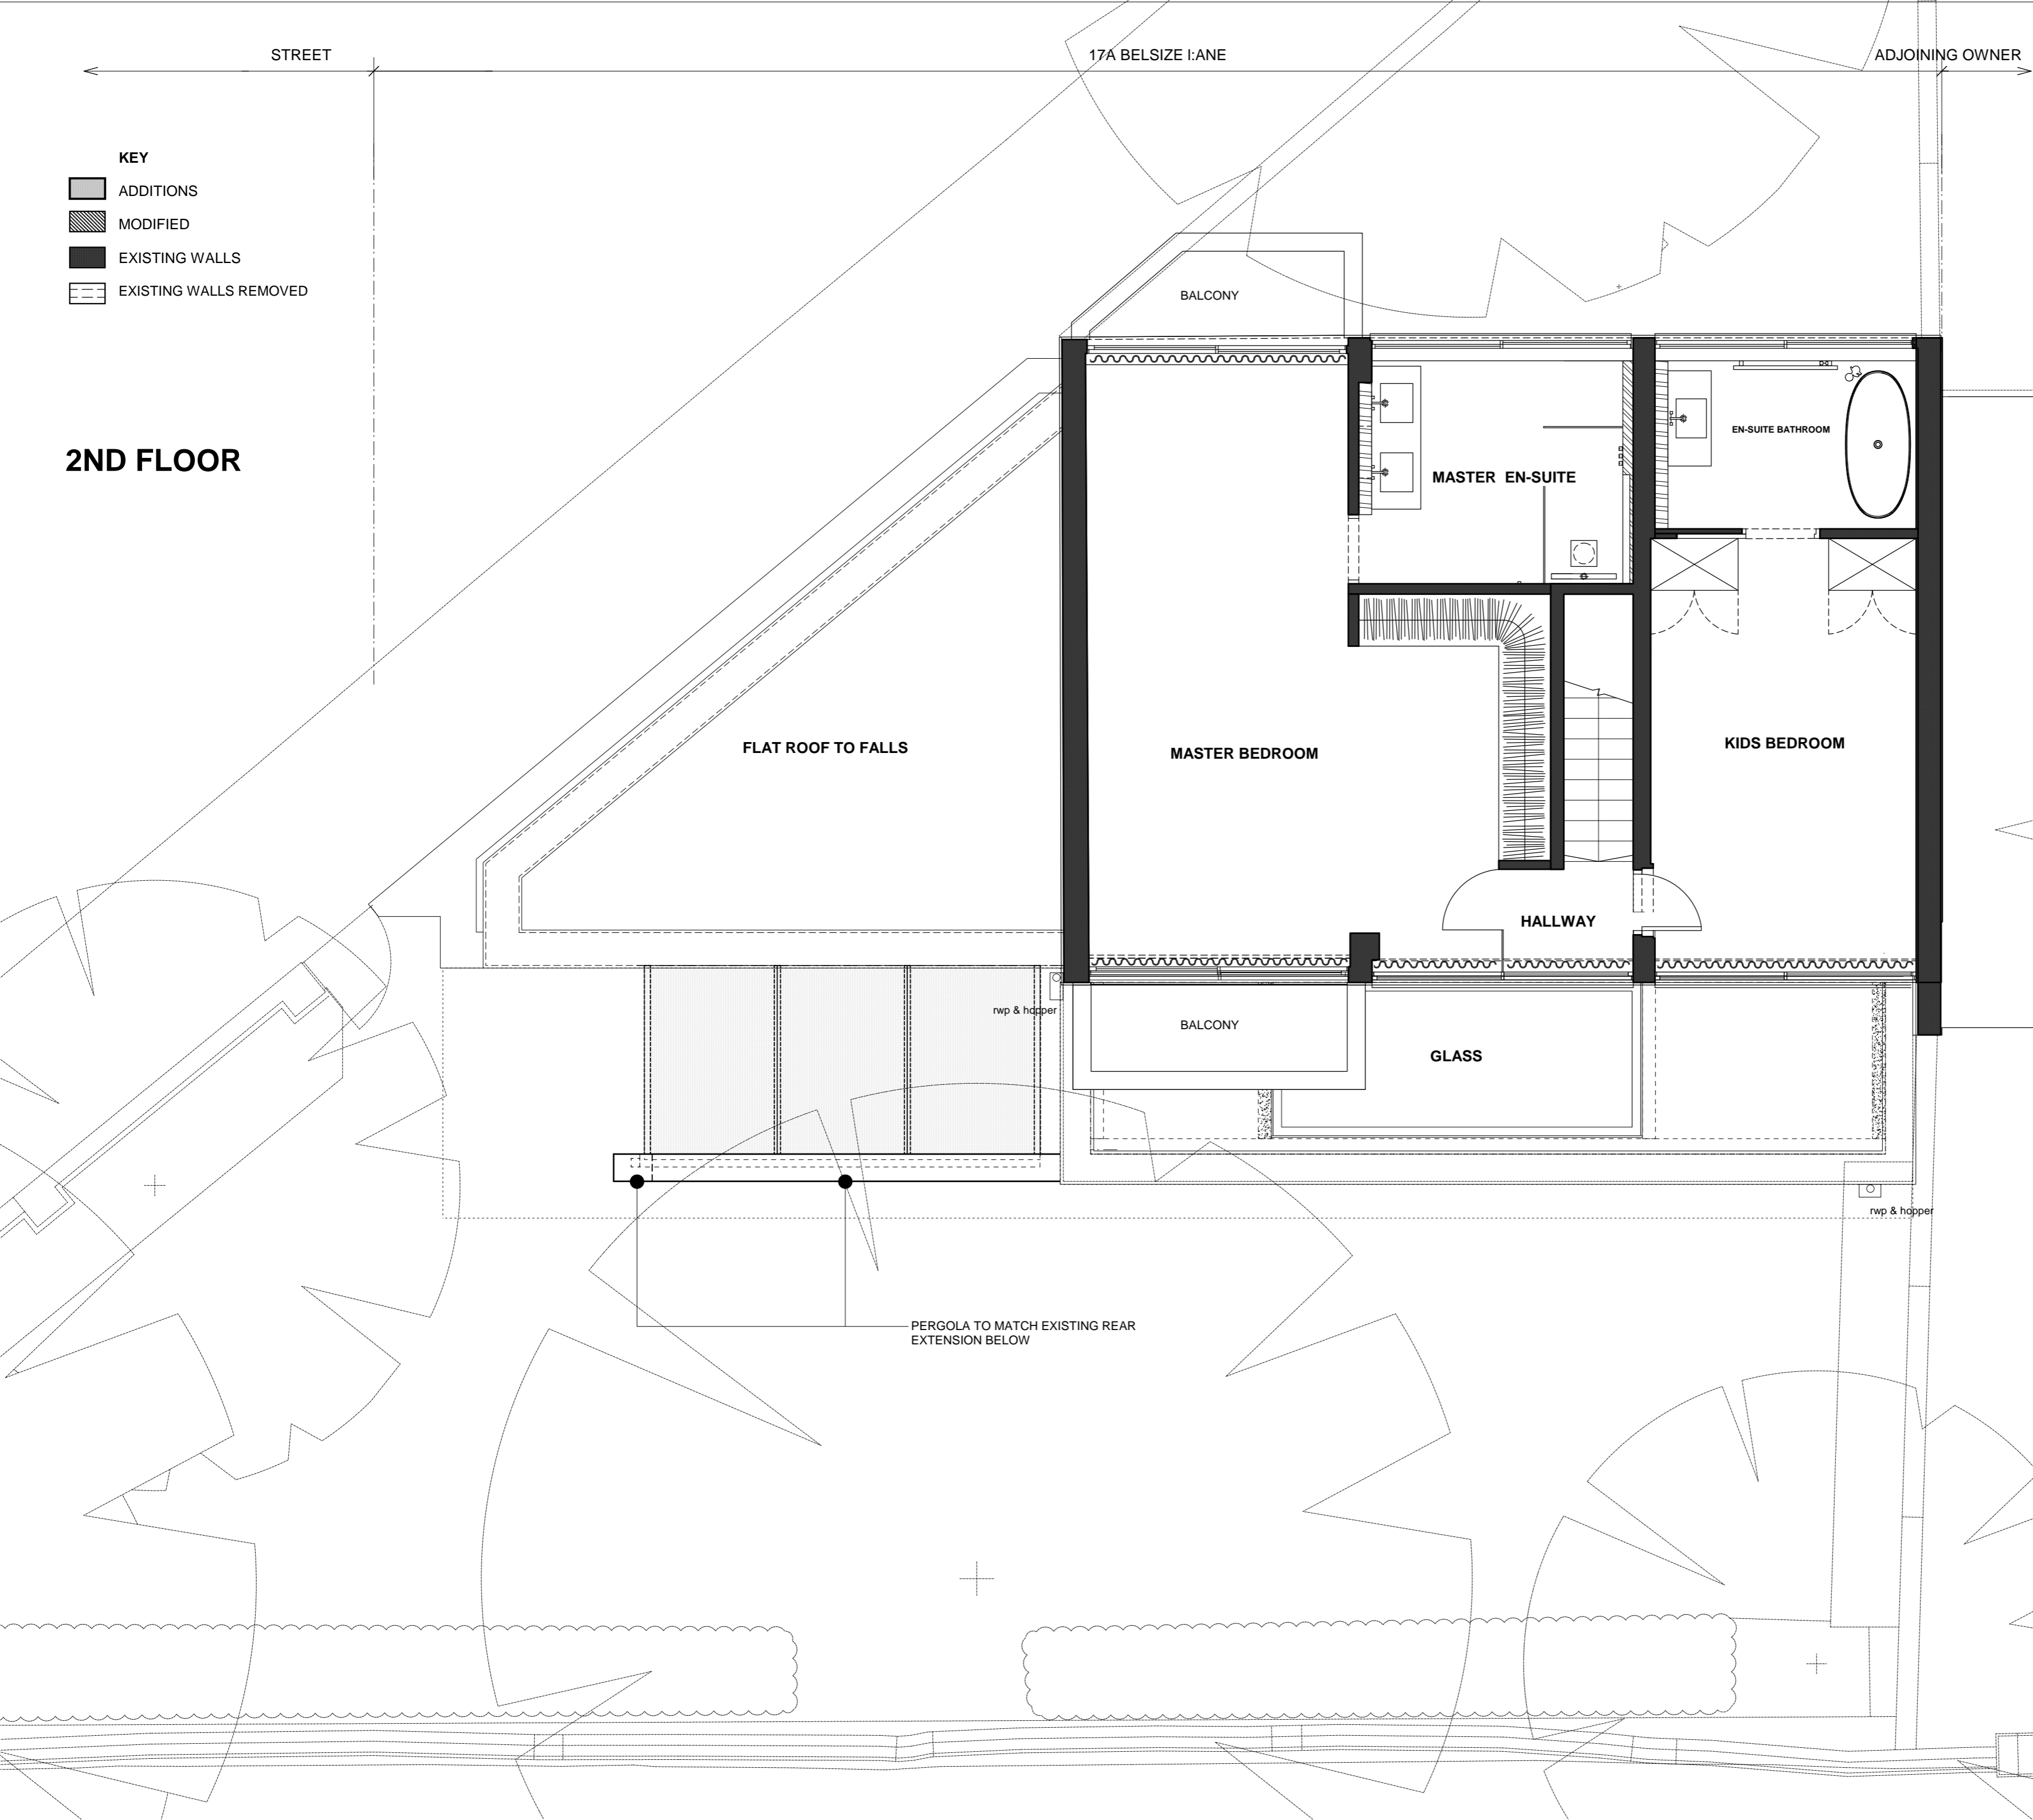 STREET
17A BELSIZE I:ANE
ADJOINING OWNER
KEY
ADDITIONS
MODIFIED
EXISTING WALLS
EXISTING WALLS REMOVED
2ND FLOOR
BALCONY
EN-SUITE BATHROOM
MASTER EN-SUITE
FLAT ROOF TO FALLS
MASTER BEDROOM
KIDS BEDROOM
HALLWAY
rwp & hopper
BALCONY
GLASS
rwp & hopper
PERGOLA TO MATCH EXISTING REAR
EXTENSION BELOW